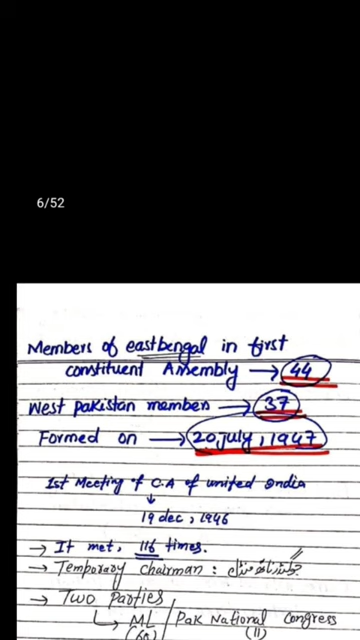 6/52
Members of eastbengal in first
constituent Assembly → 44
West Pakistan members → 37
Formed on → 20, july, 1947
1st Meeting of C.A of united India
19 dec, 1946
→ It met, 116 times.
→ Temporary Chairman :
→ Two Parties
ML / Pak National Congress
(60) (11)